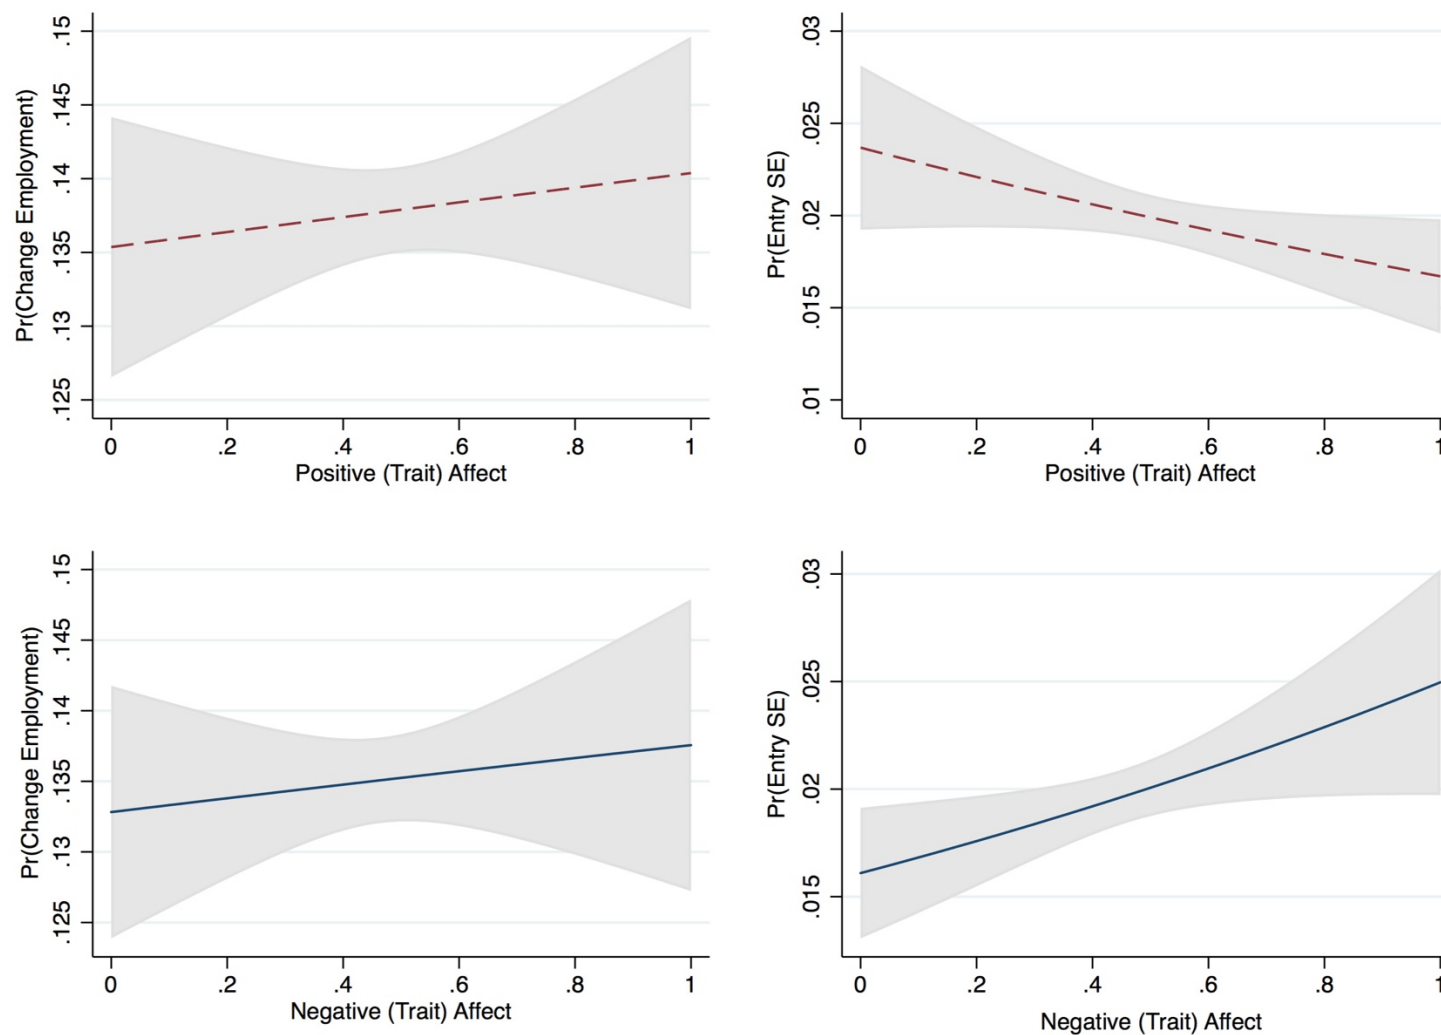 Pr(Change Employment)
.15
.145
.14
.135
.13
.125
0 .2 .4 .6 .8 1
Positive (Trait) Affect
Pr(Entry SE)
.03
.025
.02
.015
.01
0 .2 .4 .6 .8 1
Positive (Trait) Affect
Pr(Change Employment)
.15
.145
.14
.135
.13
.125
0 .2 .4 .6 .8 1
Negative (Trait) Affect
Pr(Entry SE)
.03
.025
.02
.015
0 .2 .4 .6 .8 1
Negative (Trait) Affect